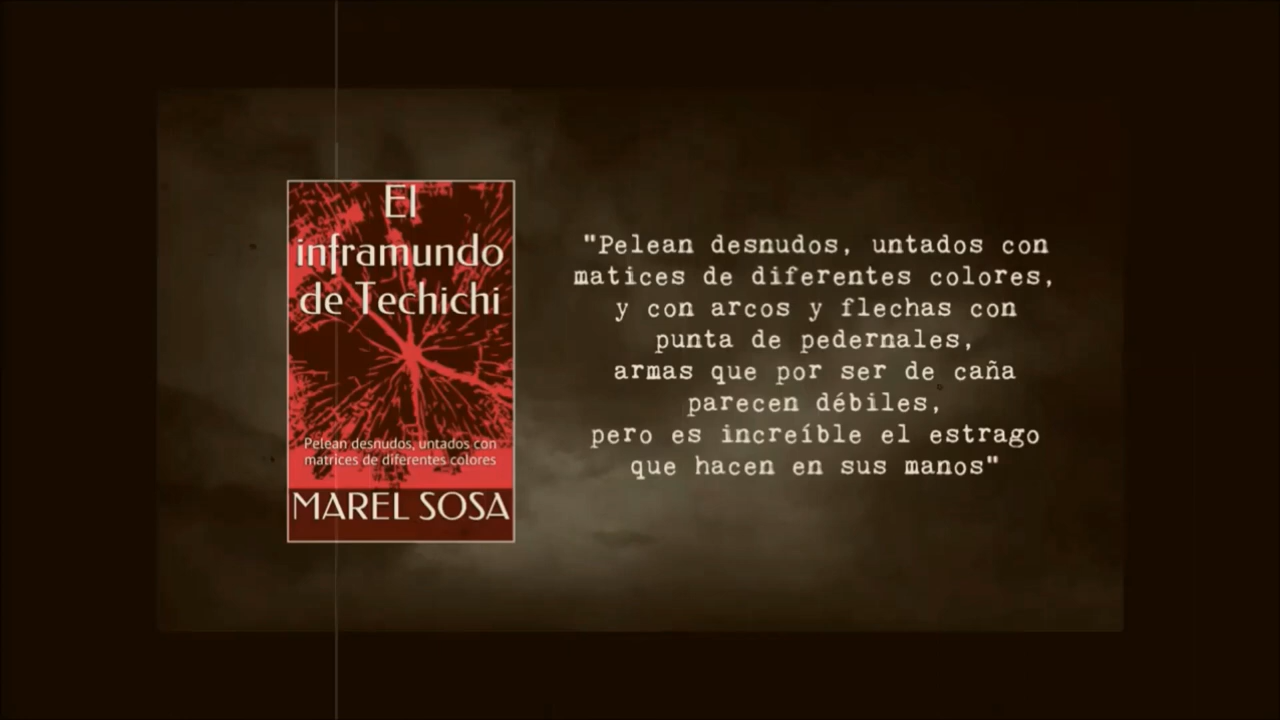 El
inframundo
de Techichi
Pelean desnudos, untados con
matrices de diferentes colores
MAREL SOSA
"Pelean desnudos, untados con
matices de diferentes colores,
y con arcos y flechas con
punta de pedernales,
armas que por ser de caña
parecen débiles,
pero es increíble el estrago
que hacen en sus manos"